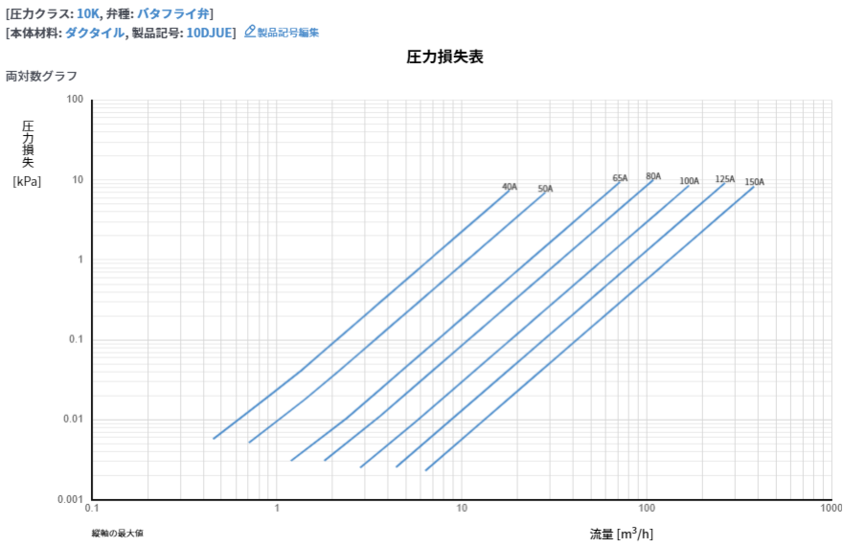 [圧力クラス: 10K, 弁種: バタフライ弁]
[本体材料: ダクタイル, 製品記号: 10DJUE] 製品記号編集
圧力損失表
両対数グラフ
圧力損失
[kPa]
100
10
1
0.1
0.01
0.001
40A 50A 65A 80A 100A 125A 150A
0.1 1 10 100 1000
縦軸の最大値
流量 [m³/h]